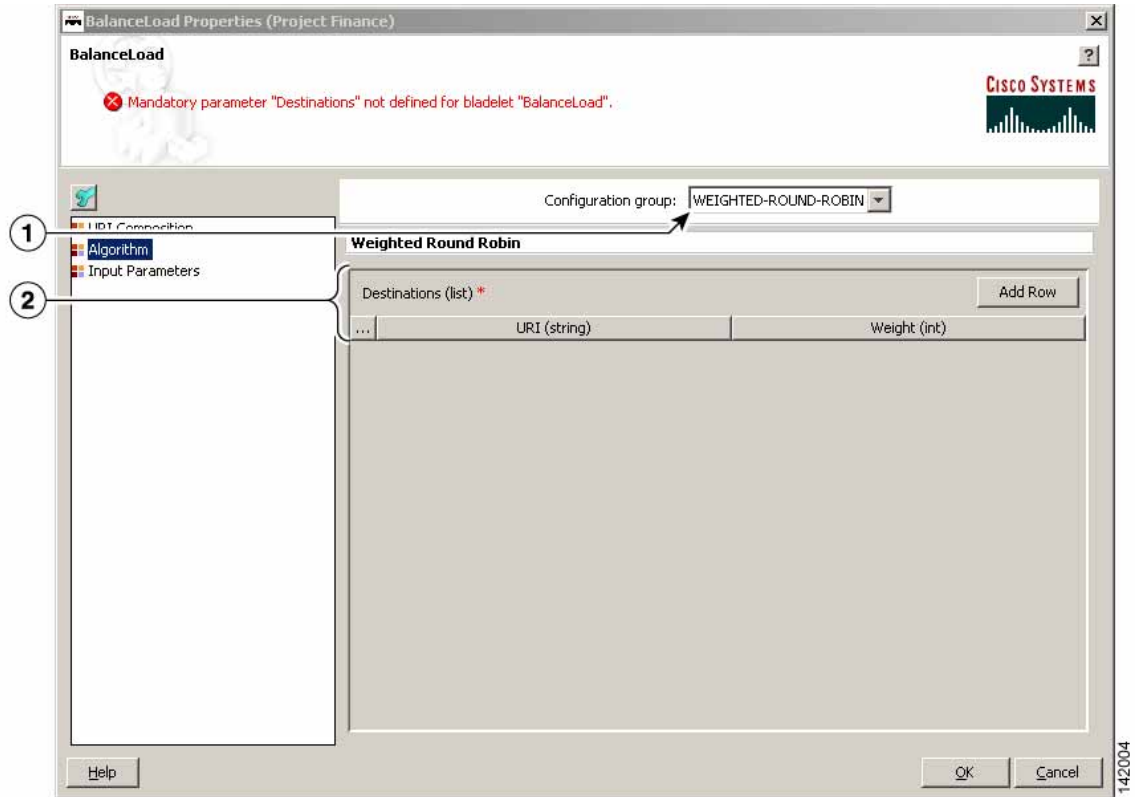 BalanceLoad Properties (Project Finance)
BalanceLoad
?
Mandatory parameter "Destinations" not defined for bladelet "BalanceLoad".
CISCO SYSTEMS
Configuration group: WEIGHTED-ROUND-ROBIN
1
URI Composition
Algorithm
Input Parameters
Weighted Round Robin
2
Destinations (list) *
Add Row
... URI (string) Weight (int)
Help
OK
Cancel
142004